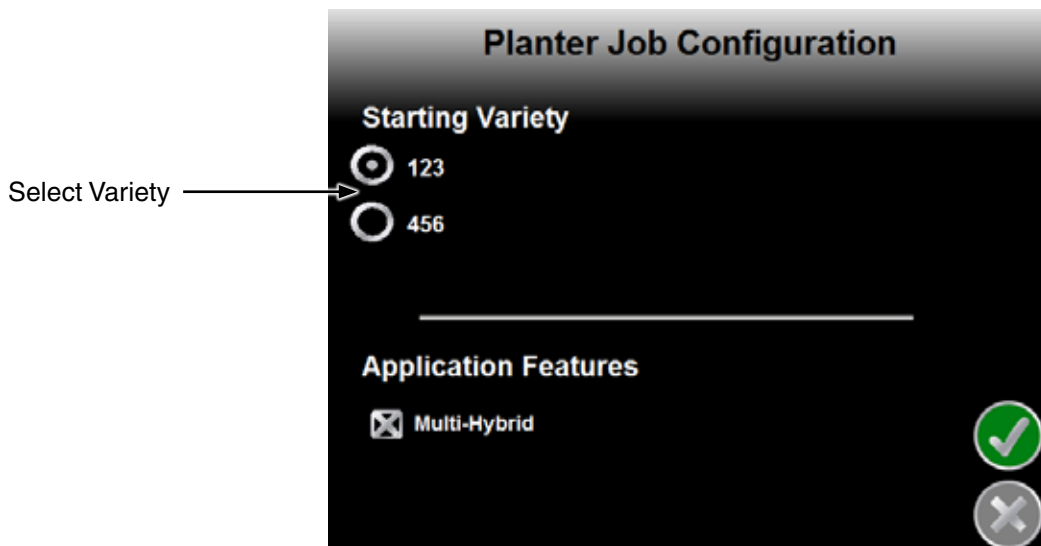 Planter Job Configuration
Starting Variety
123
Select Variety
456
Application Features
Multi-Hybrid